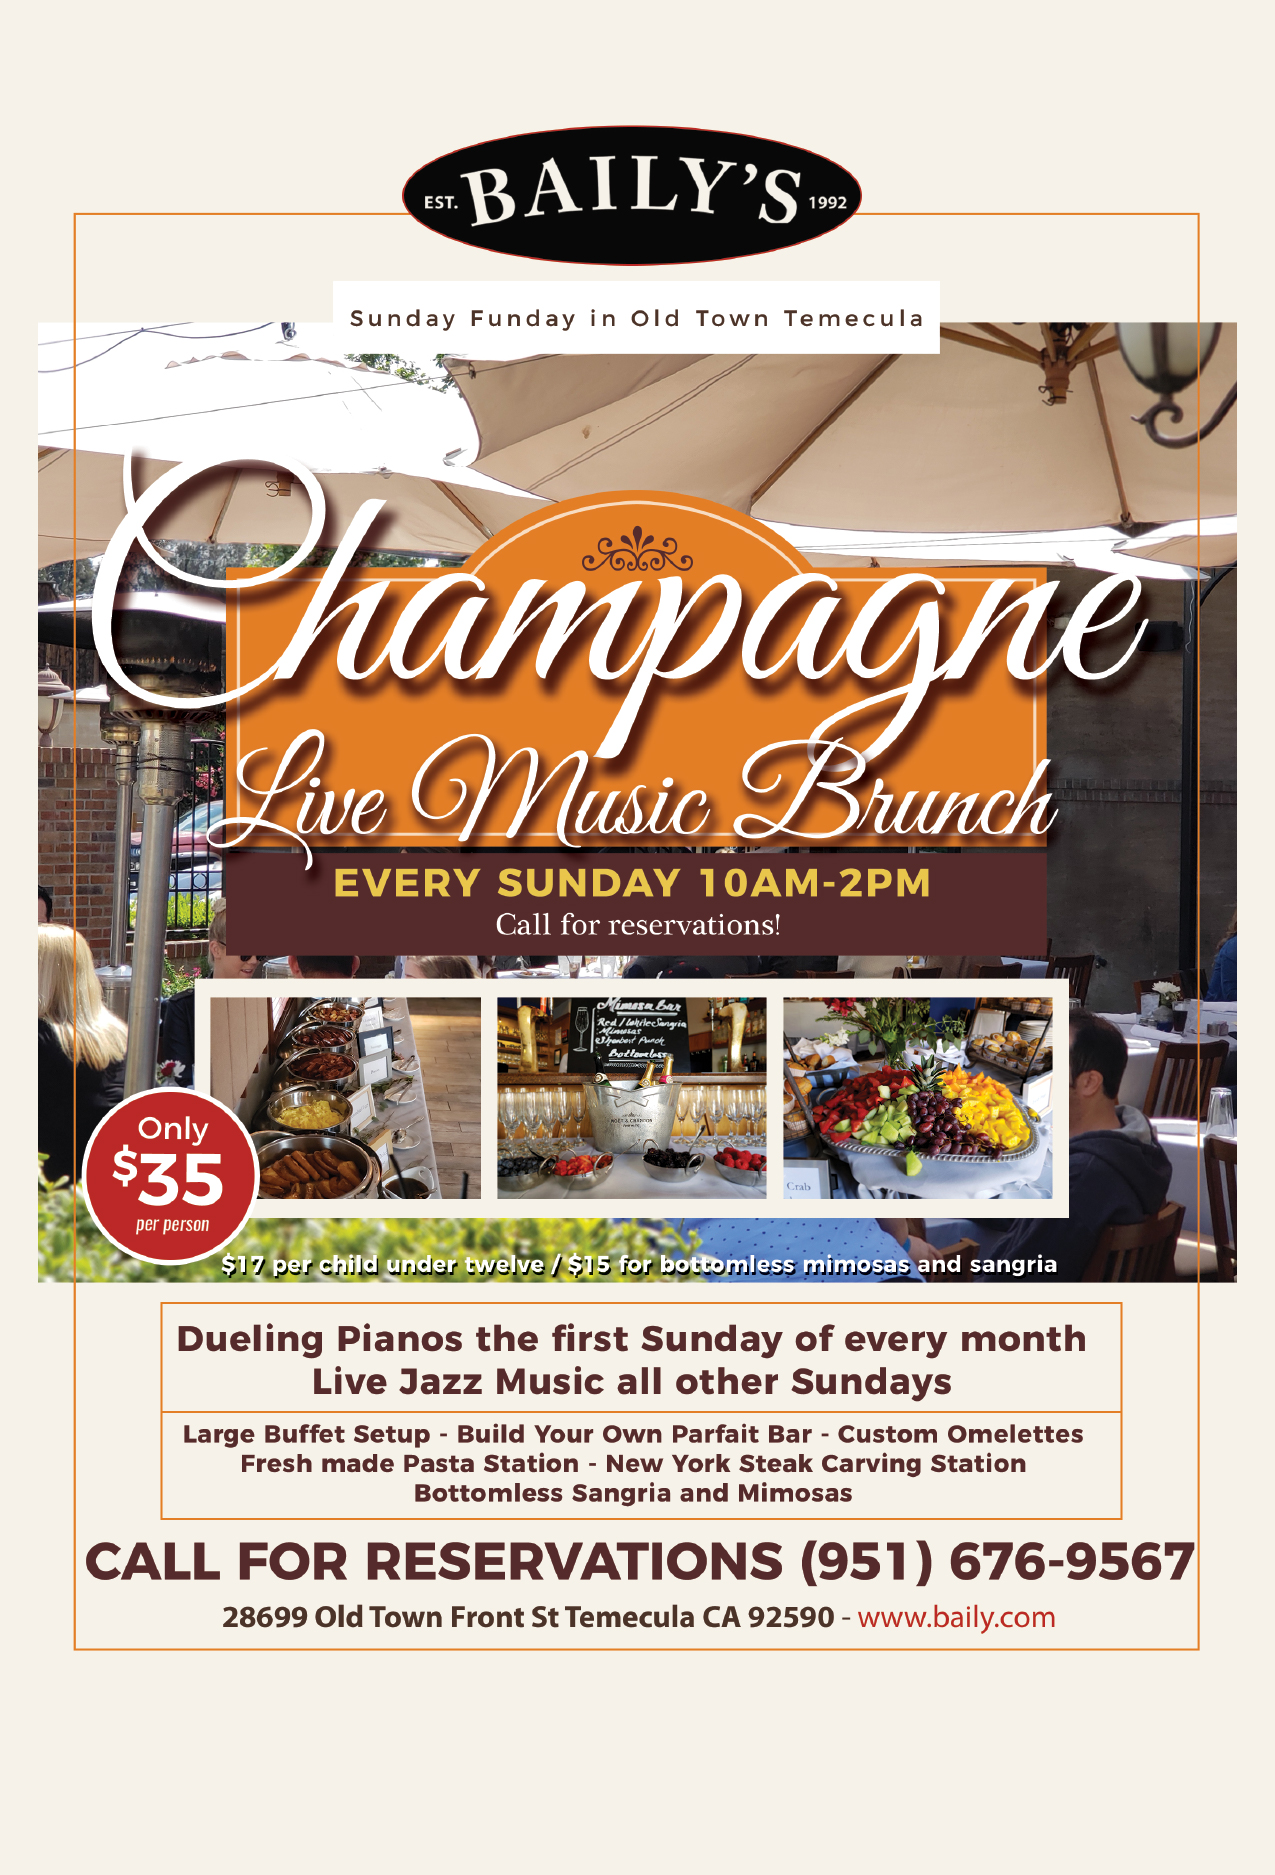 EST. BAILY'S 1992
Sunday Funday in Old Town Temecula
Champagne
Live Music Brunch
EVERY SUNDAY 10AM-2PM
Call for reservations!
Mimosa bar
Red / White Sangria
Mimosas
Sherbert Punch
Bottomless
MOËT & CHANDON
Crab
Only
$35
per person
$17 per child under twelve / $15 for bottomless mimosas and sangria
Dueling Pianos the first Sunday of every month
Live Jazz Music all other Sundays
Large Buffet Setup - Build Your Own Parfait Bar - Custom Omelettes
Fresh made Pasta Station - New York Steak Carving Station
Bottomless Sangria and Mimosas
CALL FOR RESERVATIONS (951) 676-9567
28699 Old Town Front St Temecula CA 92590 - www.baily.com